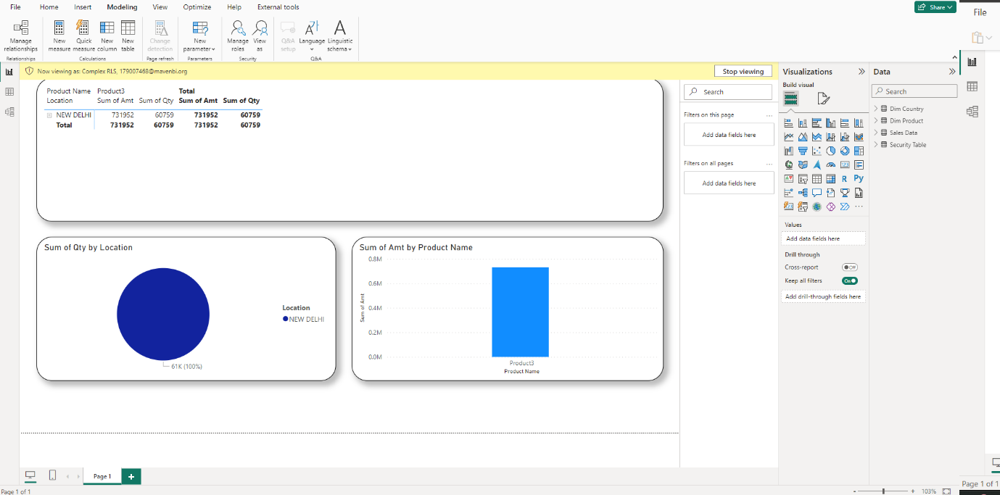 File Home Insert Modeling View Optimize Help External tools
Share
File
Manage relationships
New measure
Quick measure
New column
New table
Change detection
New parameter
Manage roles
View as
Q&A setup
Language
Linguistic schema
Relationships
Calculations
Page refresh
Parameters
Security
Q&A
Now viewing as: Complex RLS, 179007468@mavenbi.org
Stop viewing
Product Name Product3 Total
Location Sum of Amt Sum of Qty Sum of Amt Sum of Qty
NEW DELHI 731952 60759 731952 60759
Total 731952 60759 731952 60759
Sum of Qty by Location
Location
NEW DELHI
61K (100%)
Sum of Amt by Product Name
0.8M
0.6M
0.4M
0.2M
0.0M
Sum of Amt
Product3
Product Name
Search
Filters on this page ...
Add data fields here
Filters on all pages ...
Add data fields here
Visualizations
Build visual
123
R Py
...
Values
Add data fields here
Drill through
Cross-report Off
Keep all filters On
Add drill-through fields here
Data
Search
Dim Country
Dim Product
Sales Data
Security Table
Page 1 +
Page 1 of 1
- + 103%
Page 1 of 1